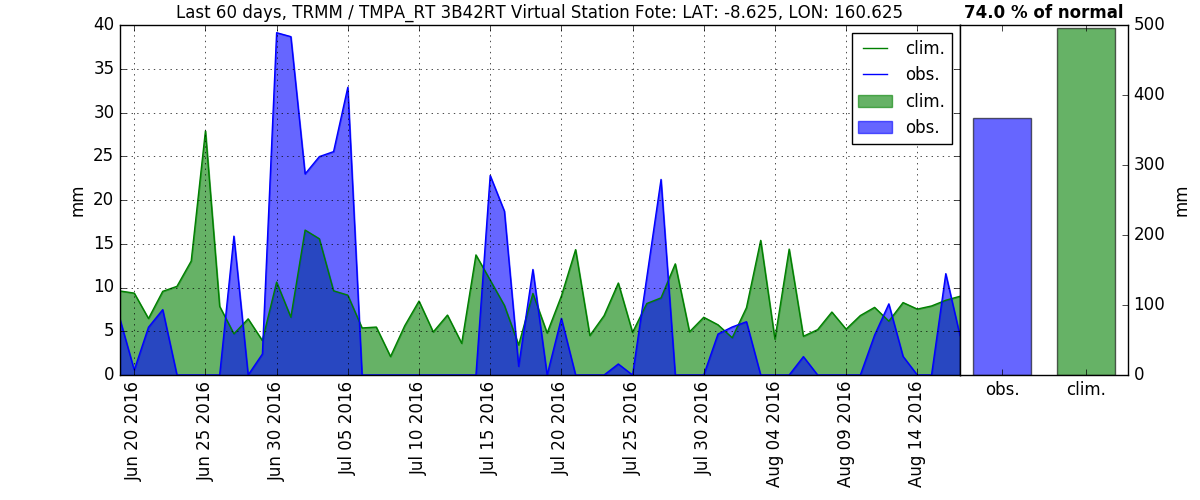 Last 60 days, TRMM / TMPA_RT 3B42RT Virtual Station Fote: LAT: -8.625, LON: 160.625
74.0 % of normal
40
35
30
25
20
15
10
5
0
mm
clim.
obs.
clim.
obs.
500
400
300
200
100
0
mm
Jun 20 2016
Jun 25 2016
Jun 30 2016
Jul 05 2016
Jul 10 2016
Jul 15 2016
Jul 20 2016
Jul 25 2016
Jul 30 2016
Aug 04 2016
Aug 09 2016
Aug 14 2016
obs.
clim.